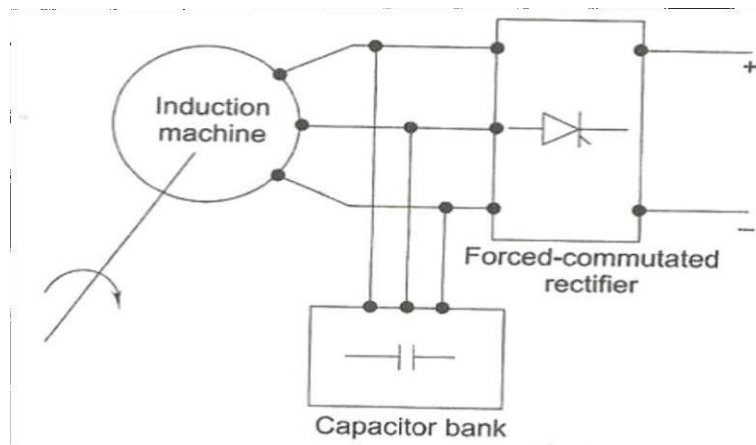 Induction
machine
+
−
Forced-commutated
rectifier
Capacitor bank